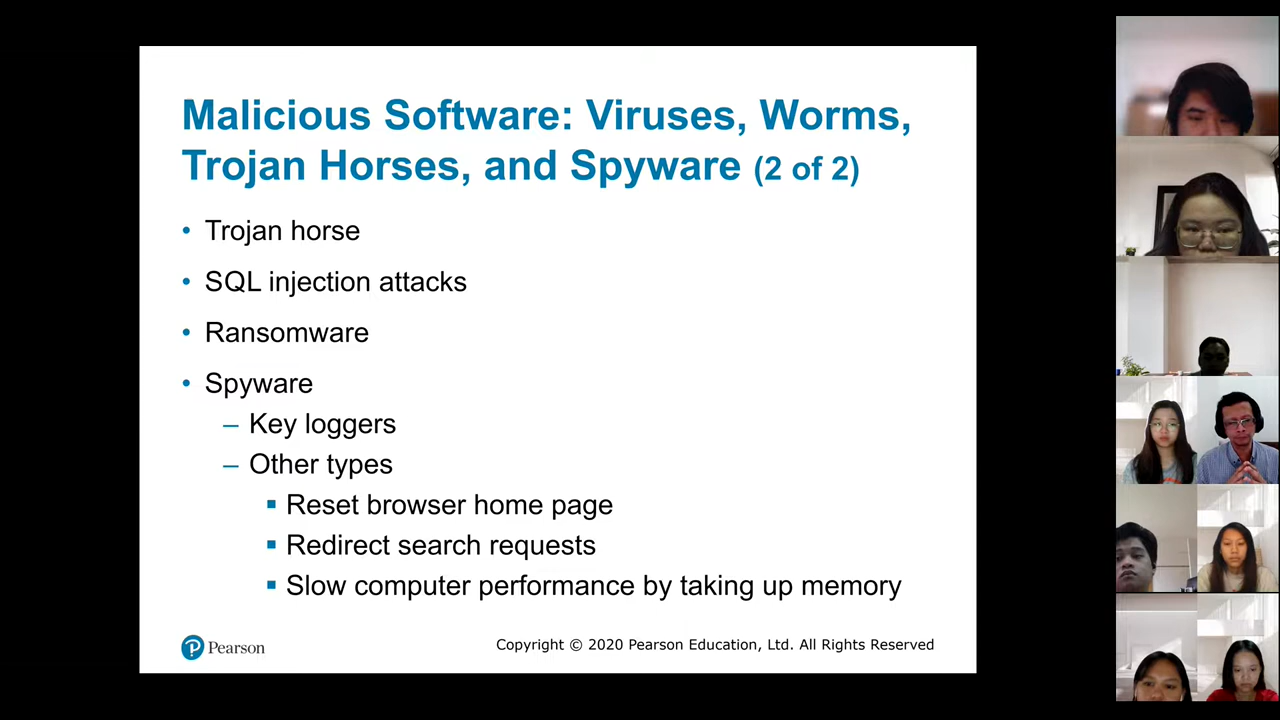 Malicious Software: Viruses, Worms,
Trojan Horses, and Spyware (2 of 2)
• Trojan horse
• SQL injection attacks
• Ransomware
• Spyware
– Key loggers
– Other types
▪ Reset browser home page
▪ Redirect search requests
▪ Slow computer performance by taking up memory
P Pearson
Copyright © 2020 Pearson Education, Ltd. All Rights Reserved